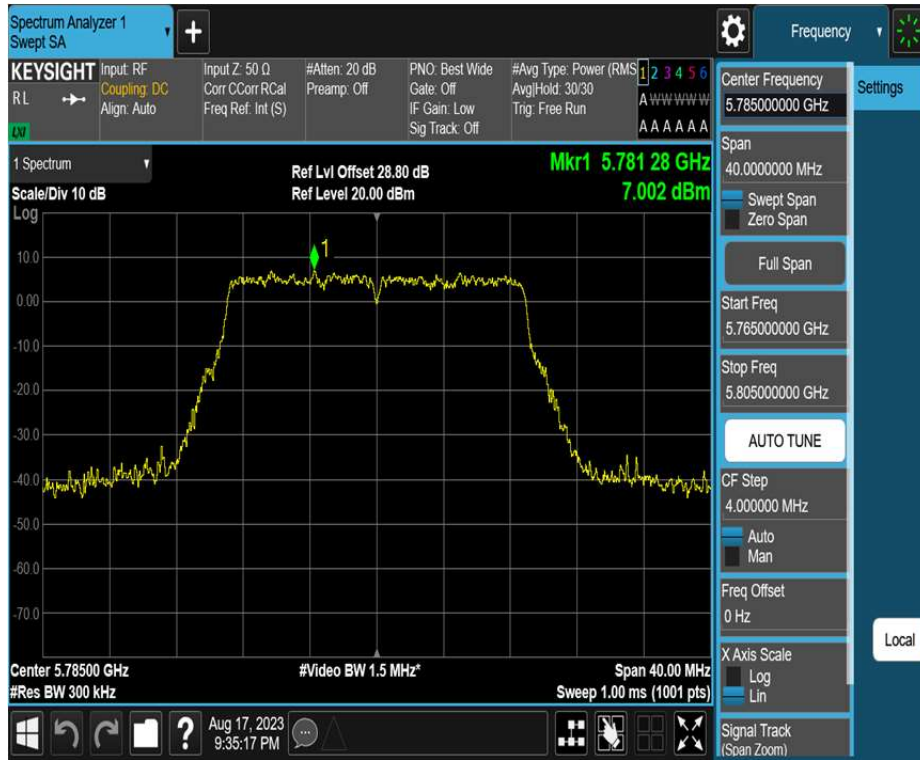 Spectrum Analyzer 1
Swept SA
+
Frequency
KEYSIGHT
RL
LXI
Input: RF
Coupling: DC
Align: Auto
Input Z: 50 Ω
Corr CCorr RCal
Freq Ref: Int (S)
#Atten: 20 dB
Preamp: Off
PNO: Best Wide
Gate: Off
IF Gain: Low
Sig Track: Off
#Avg Type: Power (RMS
Avg|Hold: 30/30
Trig: Free Run
1 2 3 4 5 6
A W W W W W
A A A A A A
Center Frequency
5.785000000 GHz
Settings
1 Spectrum
Scale/Div 10 dB
Log
Ref Lvl Offset 28.80 dB
Ref Level 20.00 dBm
Mkr1 5.781 28 GHz
7.002 dBm
Span
40.0000000 MHz
Swept Span
Zero Span
1
10.0
0.00
-10.0
-20.0
-30.0
-40.0
-50.0
-60.0
-70.0
Full Span
Start Freq
5.765000000 GHz
Stop Freq
5.805000000 GHz
AUTO TUNE
CF Step
4.000000 MHz
Auto
Man
Freq Offset
0 Hz
Local
X Axis Scale
Log
Lin
Center 5.78500 GHz
#Res BW 300 kHz
#Video BW 1.5 MHz*
Span 40.00 MHz
Sweep 1.00 ms (1001 pts)
?
Aug 17, 2023
9:35:17 PM
Signal Track
(Span Zoom)